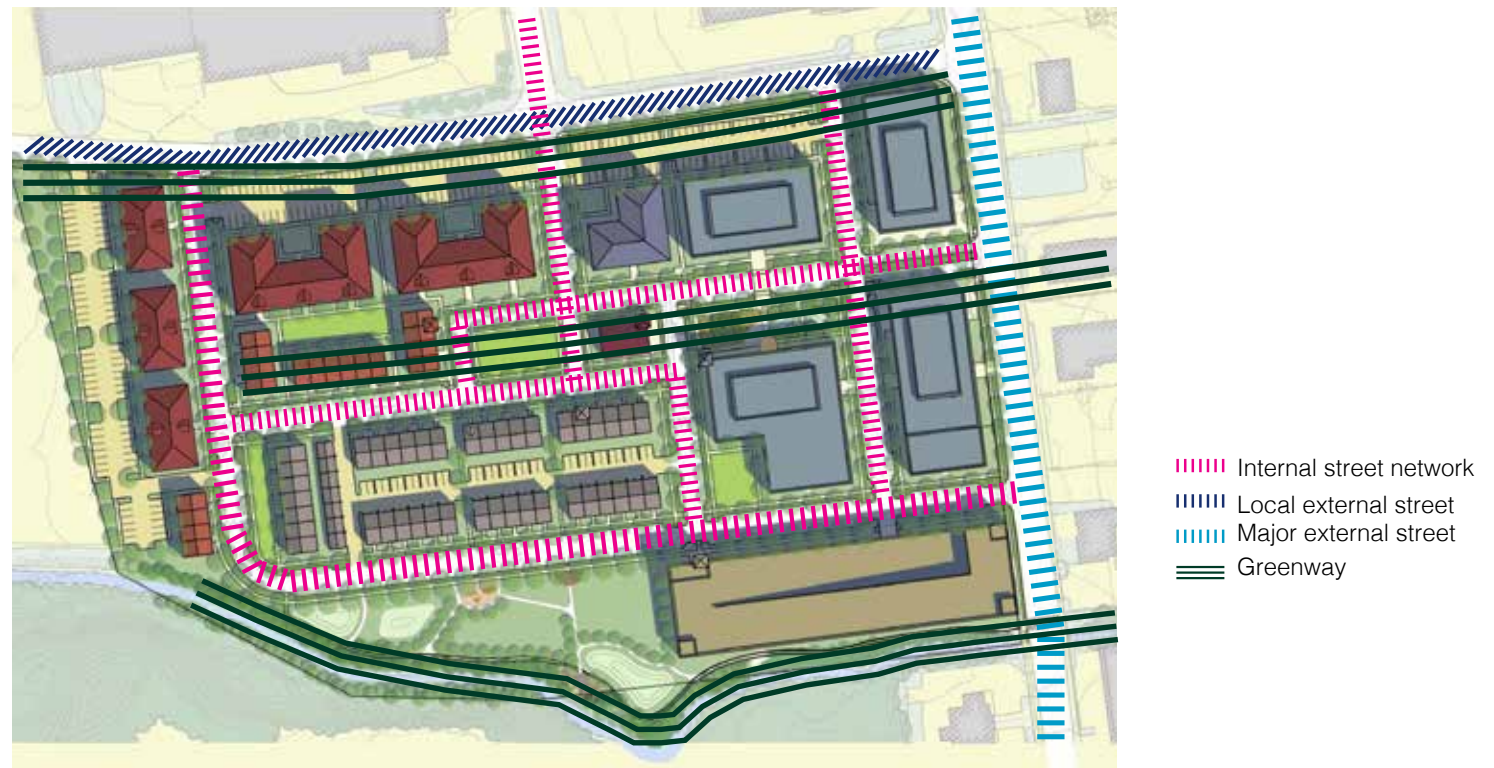 Internal street network
Local external street
Major external street
Greenway